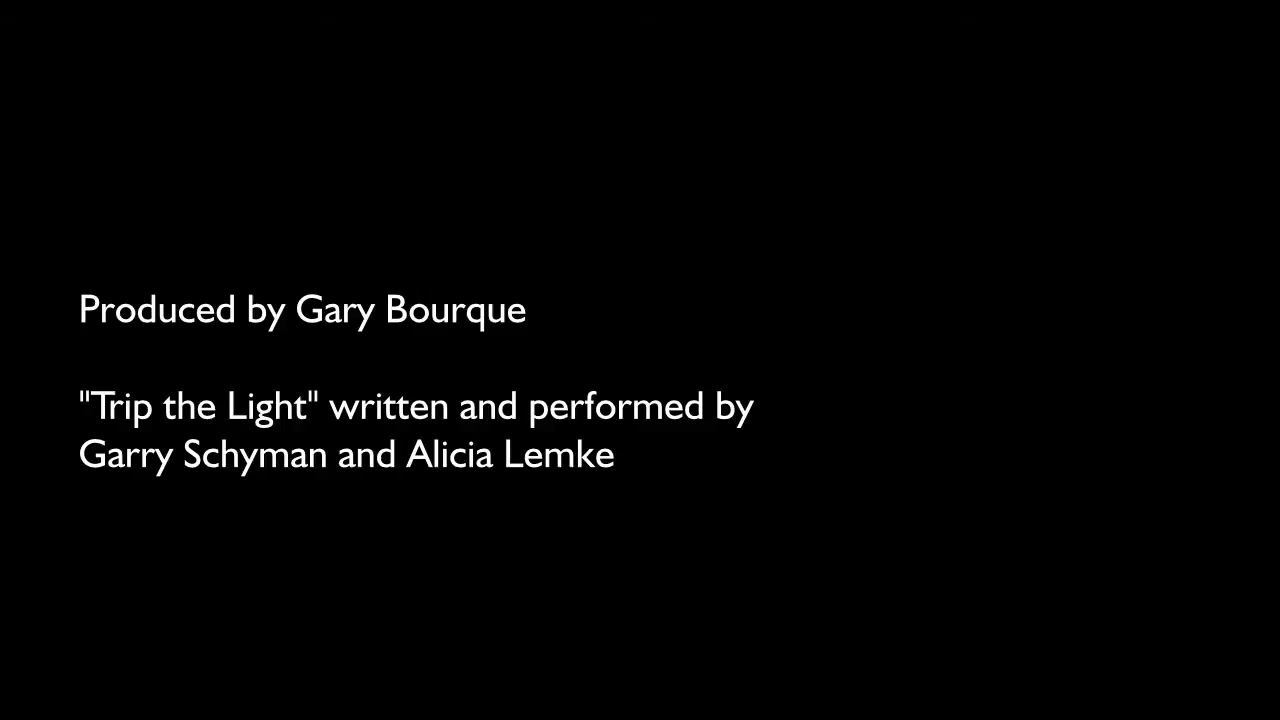 Produced by Gary Bourque
"Trip the Light" written and performed by
Garry Schyman and Alicia Lemke